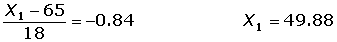 X₁ − 65 / 18 = −0.84   X₁ = 49.88